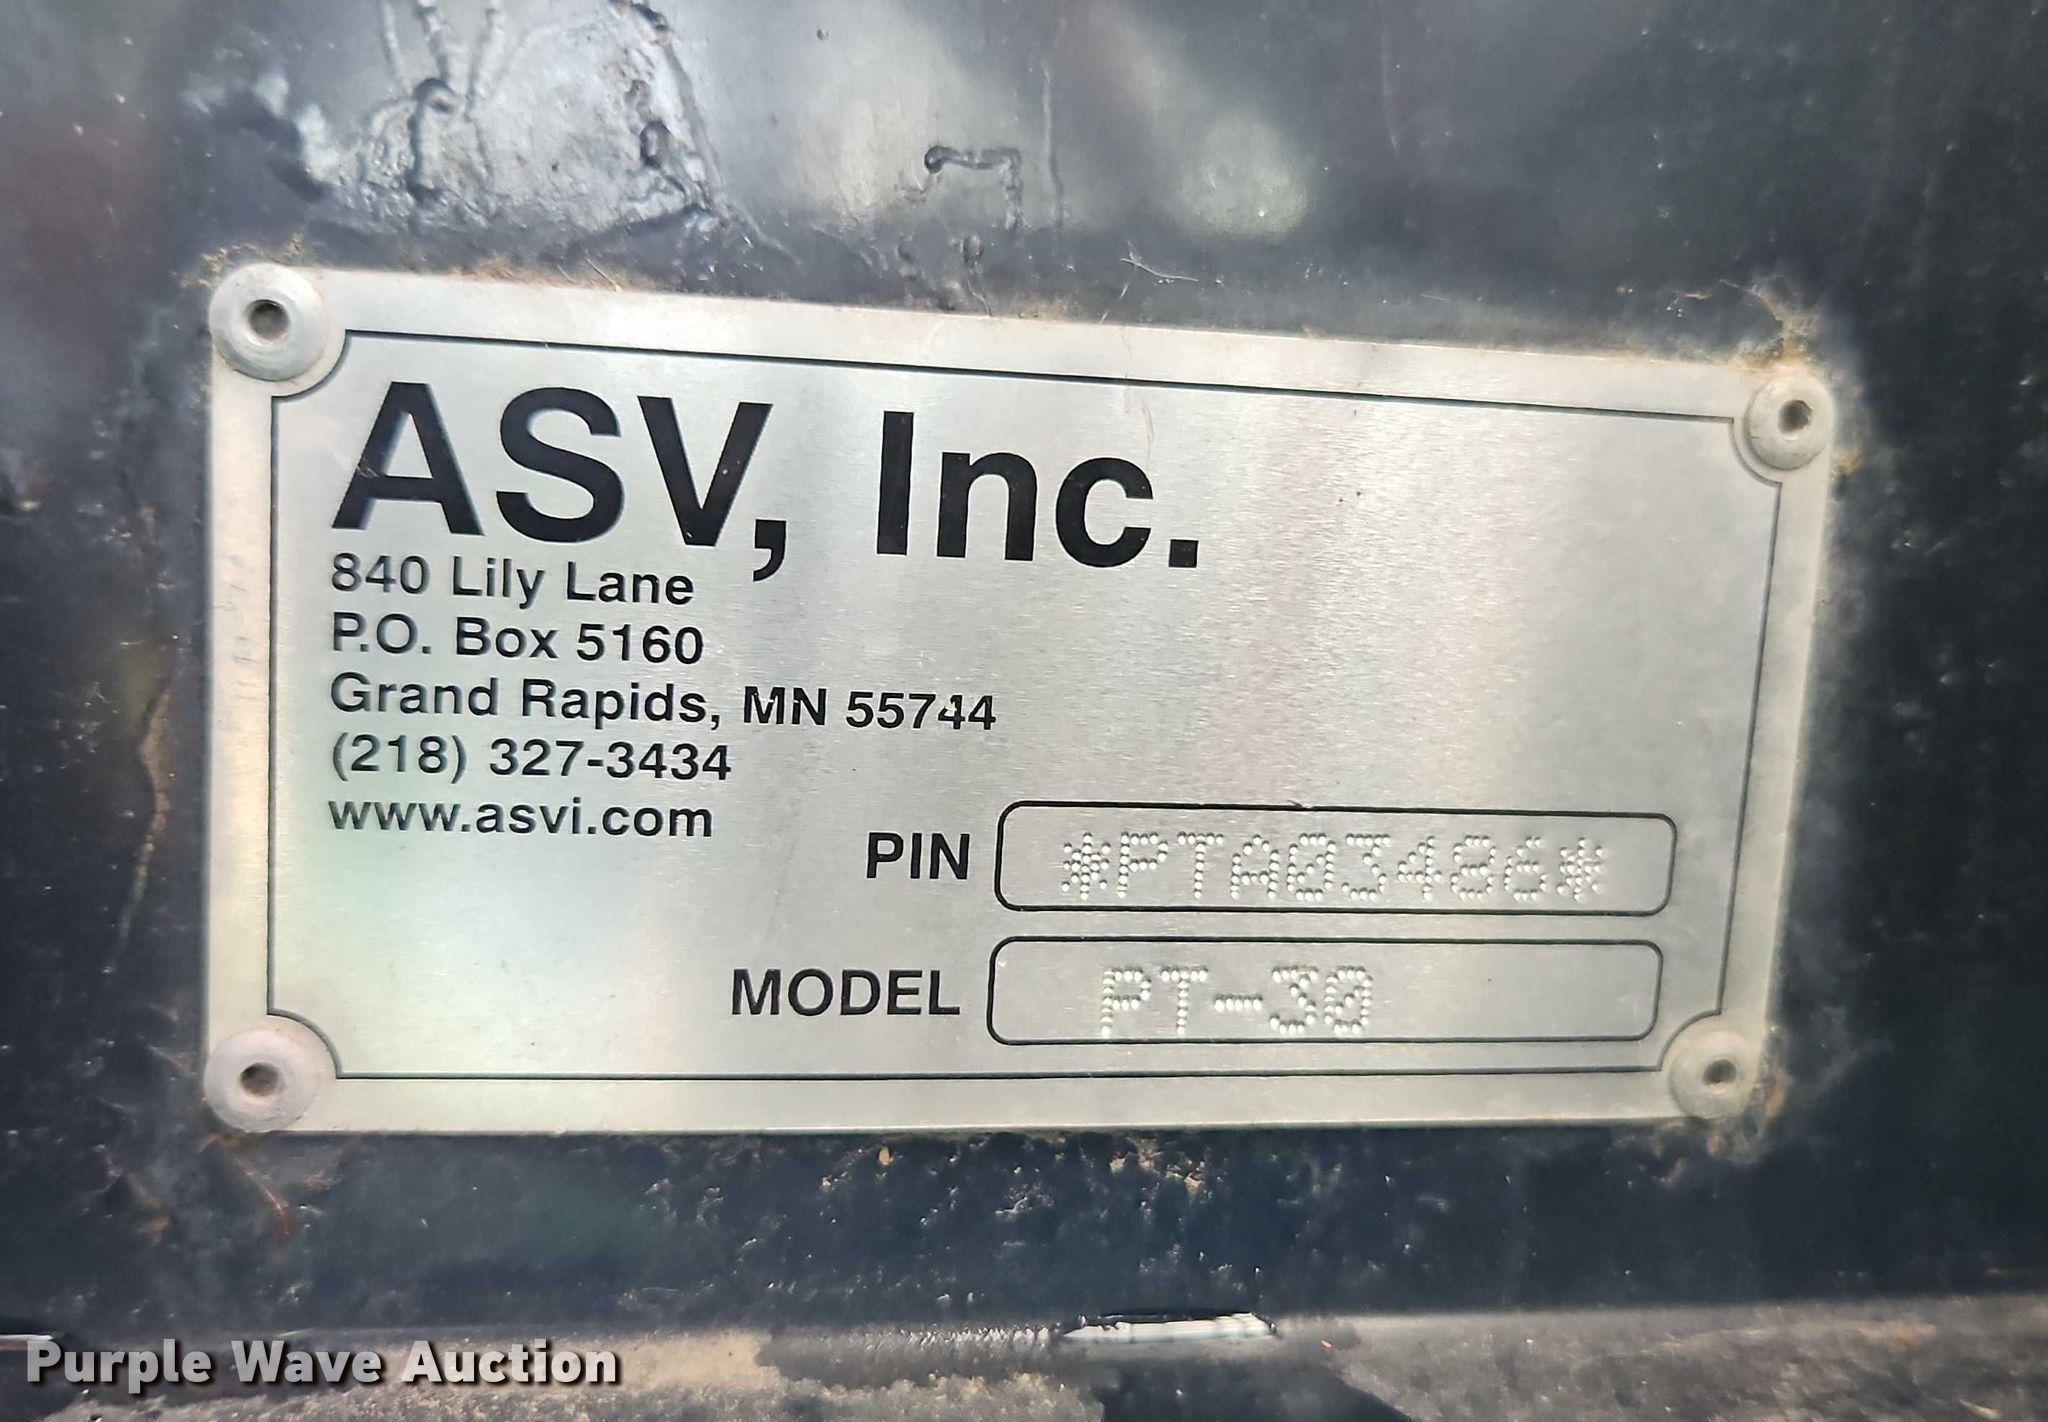 ASV, Inc.
840 Lily Lane
P.O. Box 5160
Grand Rapids, MN 55744
(218) 327-3434
www.asvi.com
PIN *PTA03486*
MODEL PT-30
Purple Wave Auction